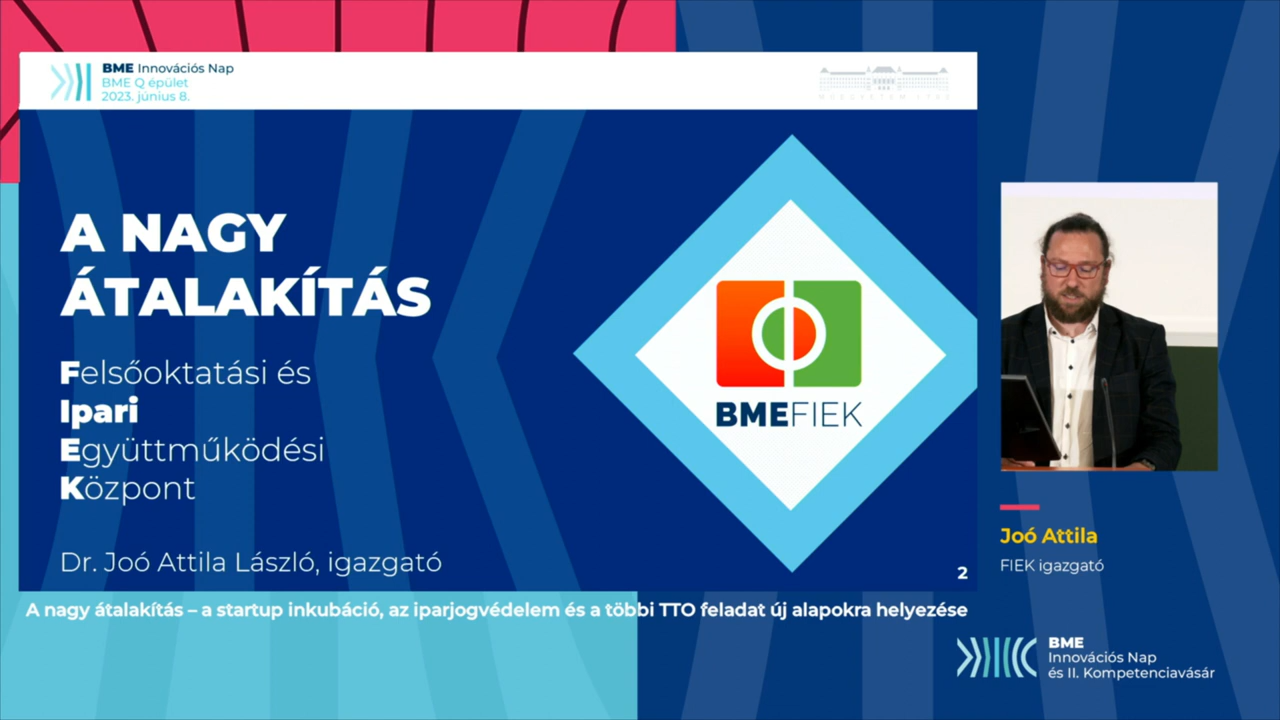 BME Innovációs Nap
BME Q épület
2023. június 8.
MŰEGYETEM 1782
A NAGY
ÁTALAKÍTÁS
Felsőoktatási és
Ipari
Együttműködési
Központ
Dr. Joó Attila László, igazgató
BMEFIEK
2
Joó Attila
FIEK igazgató
A nagy átalakítás – a startup inkubáció, az iparjogvédelem és a többi TTO feladat új alapokra helyezése
BME
Innovációs Nap
és II. Kompetenciavásár